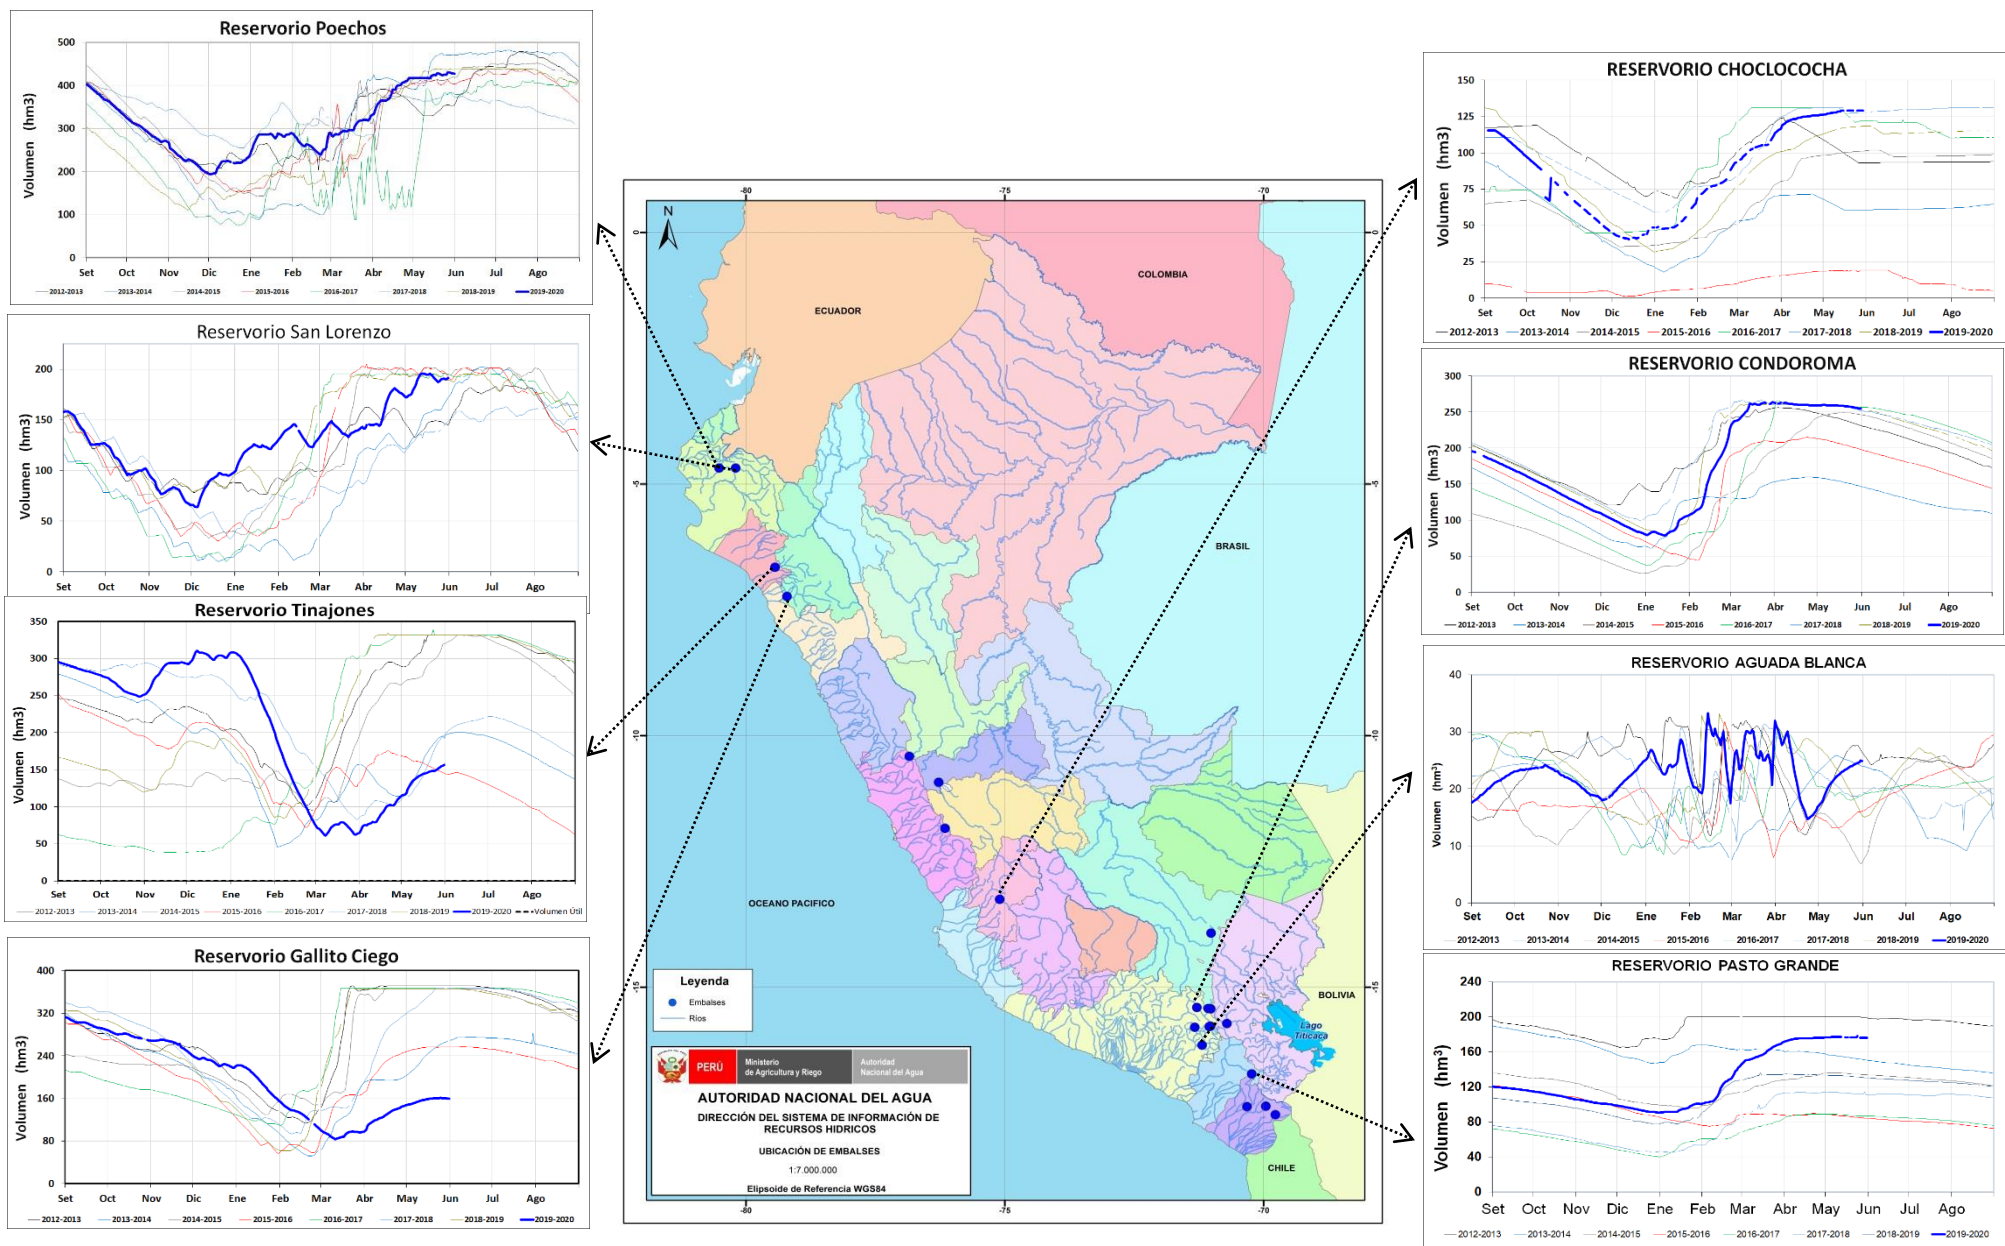 Reservorio Poechos
Volumen (hm3)
500
400
300
200
100
0
Set Oct Nov Dic Ene Feb Mar Abr May Jun Jul Ago
2012-2013 2013-2014 2014-2015 2015-2016 2016-2017 2017-2018 2018-2019 2019-2020
Reservorio San Lorenzo
Volumen (hm3)
200
150
100
50
0
Set Oct Nov Dic Ene Feb Mar Abr May Jun Jul Ago
Reservorio Tinajones
Volumen (hm3)
350
300
250
200
150
100
50
0
Set Oct Nov Dic Ene Feb Mar Abr May Jun Jul Ago
2012-2013 2013-2014 2014-2015 2015-2016 2016-2017 2017-2018 2018-2019 2019-2020 Volumen Útil
Reservorio Gallito Ciego
Volumen (hm3)
400
320
240
160
80
0
Set Oct Nov Dic Ene Feb Mar Abr May Jun Jul Ago
2012-2013 2013-2014 2014-2015 2015-2016 2016-2017 2017-2018 2018-2019 2019-2020
-80 -75 -70
N
0
-5
-10
-15
0
-5
-10
-15
COLOMBIA
ECUADOR
BRASIL
OCEANO PACIFICO
BOLIVIA
Lago
Titicaca
CHILE
Leyenda
Embalses
Ríos
PERÚ
Ministerio
de Agricultura y Riego
Autoridad
Nacional del Agua
AUTORIDAD NACIONAL DEL AGUA
DIRECCIÓN DEL SISTEMA DE INFORMACIÓN DE
RECURSOS HIDRICOS
UBICACIÓN DE EMBALSES
1:7.000.000
Elipsoide de Referencia WGS84
-80 -75 -70
RESERVORIO CHOCLOCOCHA
Volumen (hm3)
150
125
100
75
50
25
0
Set Oct Nov Dic Ene Feb Mar Abr May Jun Jul Ago
2012-2013 2013-2014 2014-2015 2015-2016 2016-2017 2017-2018 2018-2019 2019-2020
RESERVORIO CONDOROMA
Volumen (hm3)
300
250
200
150
100
50
0
Set Oct Nov Dic Ene Feb Mar Abr May Jun Jul Ago
2012-2013 2013-2014 2014-2015 2015-2016 2016-2017 2017-2018 2018-2019 2019-2020
RESERVORIO AGUADA BLANCA
Volumen (hm³)
40
30
20
10
0
Set Oct Nov Dic Ene Feb Mar Abr May Jun Jul Ago
2012-2013 2013-2014 2014-2015 2015-2016 2016-2017 2017-2018 2018-2019 2019-2020
RESERVORIO PASTO GRANDE
Volumen (hm³)
240
200
160
120
80
40
0
Set Oct Nov Dic Ene Feb Mar Abr May Jun Jul Ago
2012-2013 2013-2014 2014-2015 2015-2016 2016-2017 2017-2018 2018-2019 2019-2020